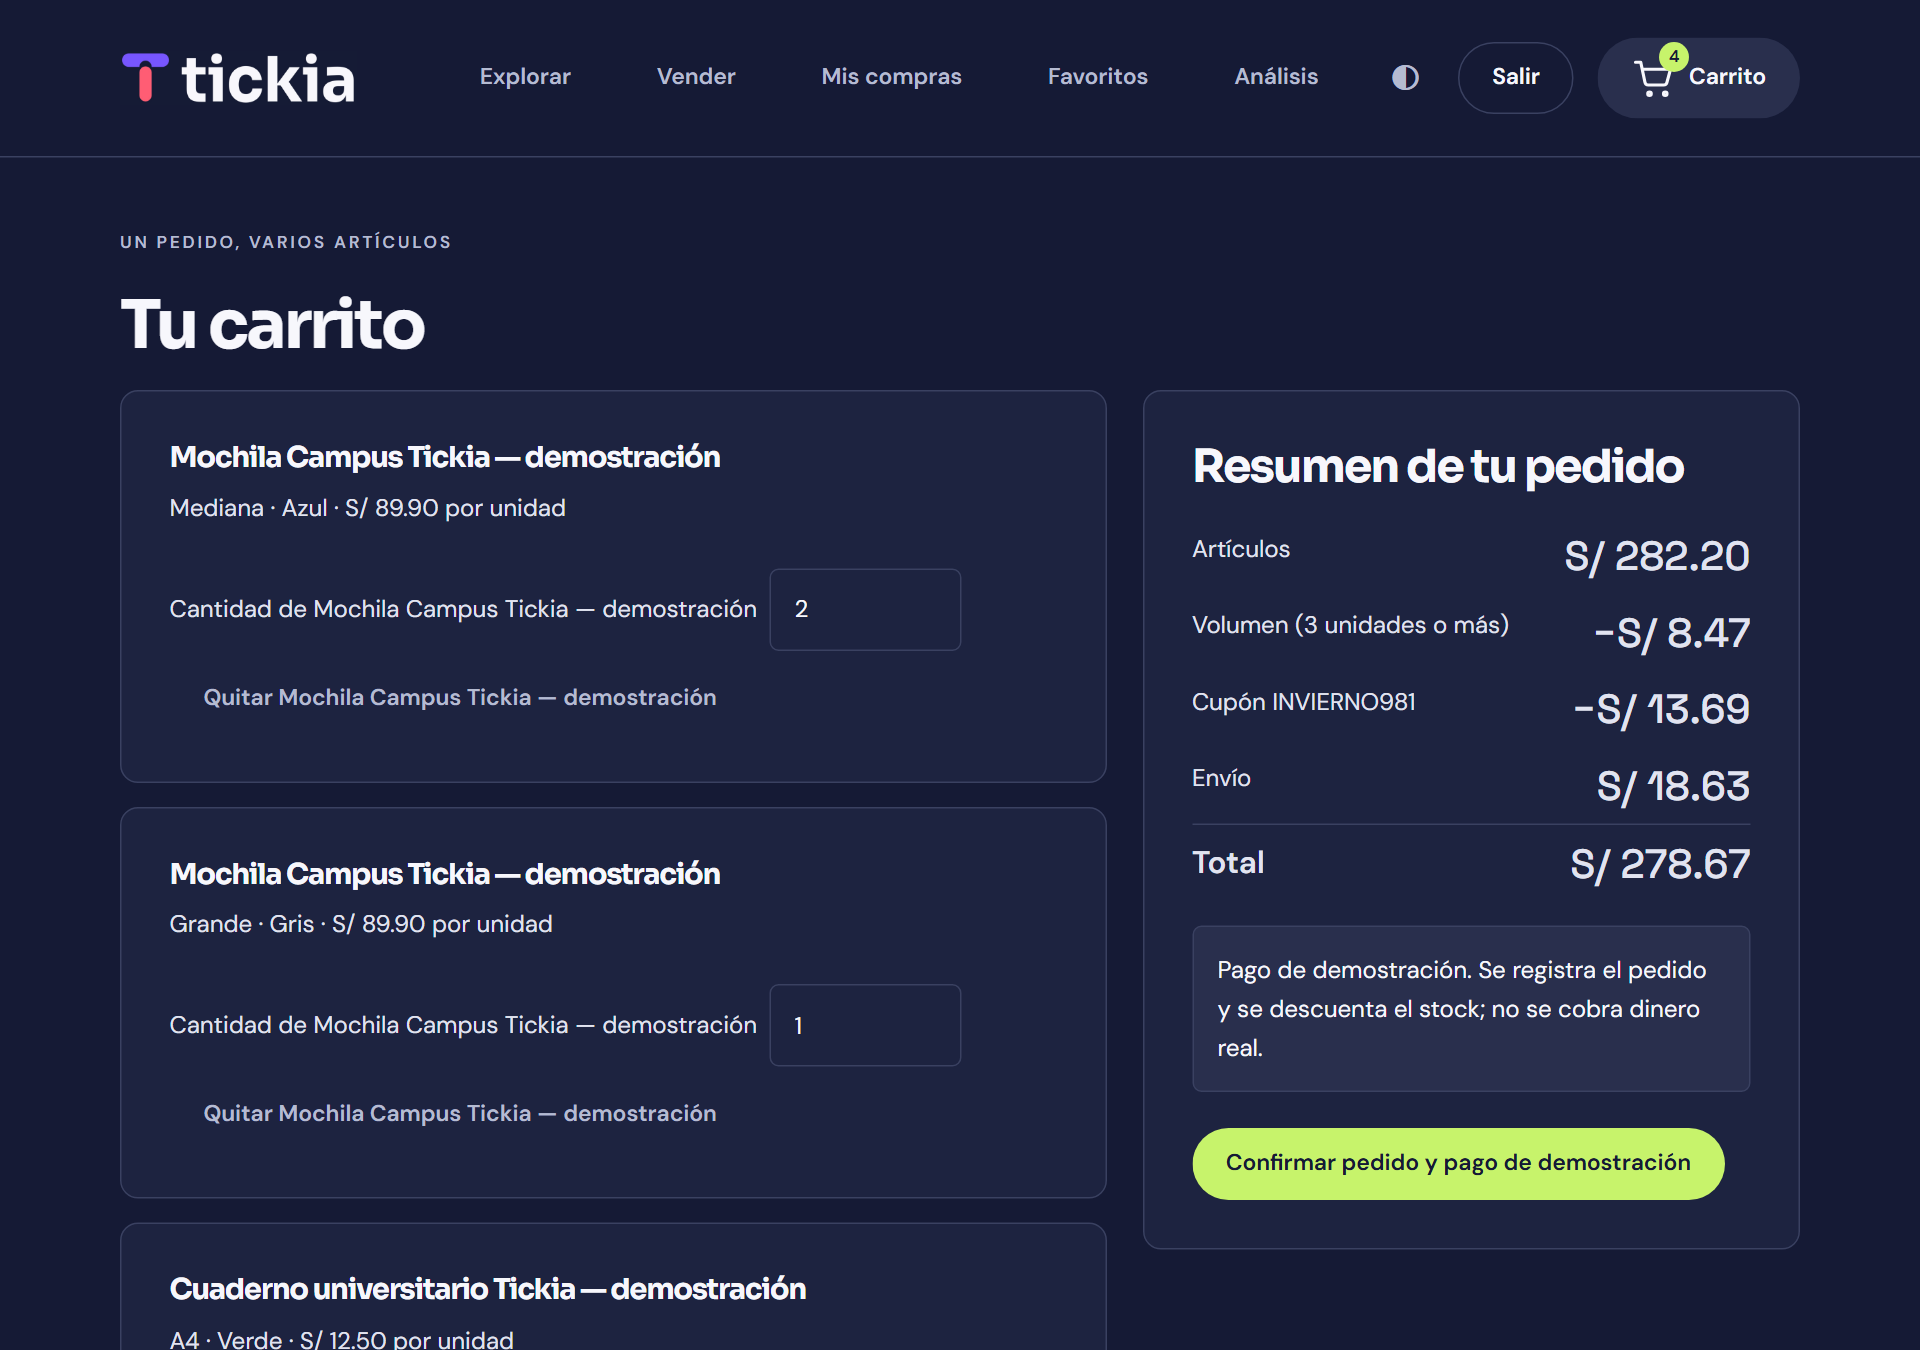 tickia
Explorar
Vender
Mis compras
Favoritos
Análisis
Salir
4
Carrito
UN PEDIDO, VARIOS ARTÍCULOS
Tu carrito
Mochila Campus Tickia — demostración
Mediana · Azul · S/ 89.90 por unidad
Cantidad de Mochila Campus Tickia — demostración 2
Quitar Mochila Campus Tickia — demostración
Mochila Campus Tickia — demostración
Grande · Gris · S/ 89.90 por unidad
Cantidad de Mochila Campus Tickia — demostración 1
Quitar Mochila Campus Tickia — demostración
Cuaderno universitario Tickia — demostración
A4 · Verde · S/ 12.50 por unidad
Resumen de tu pedido
Artículos S/ 282.20
Volumen (3 unidades o más) −S/ 8.47
Cupón INVIERNO981 −S/ 13.69
Envío S/ 18.63
Total S/ 278.67
Pago de demostración. Se registra el pedido
y se descuenta el stock; no se cobra dinero
real.
Confirmar pedido y pago de demostración